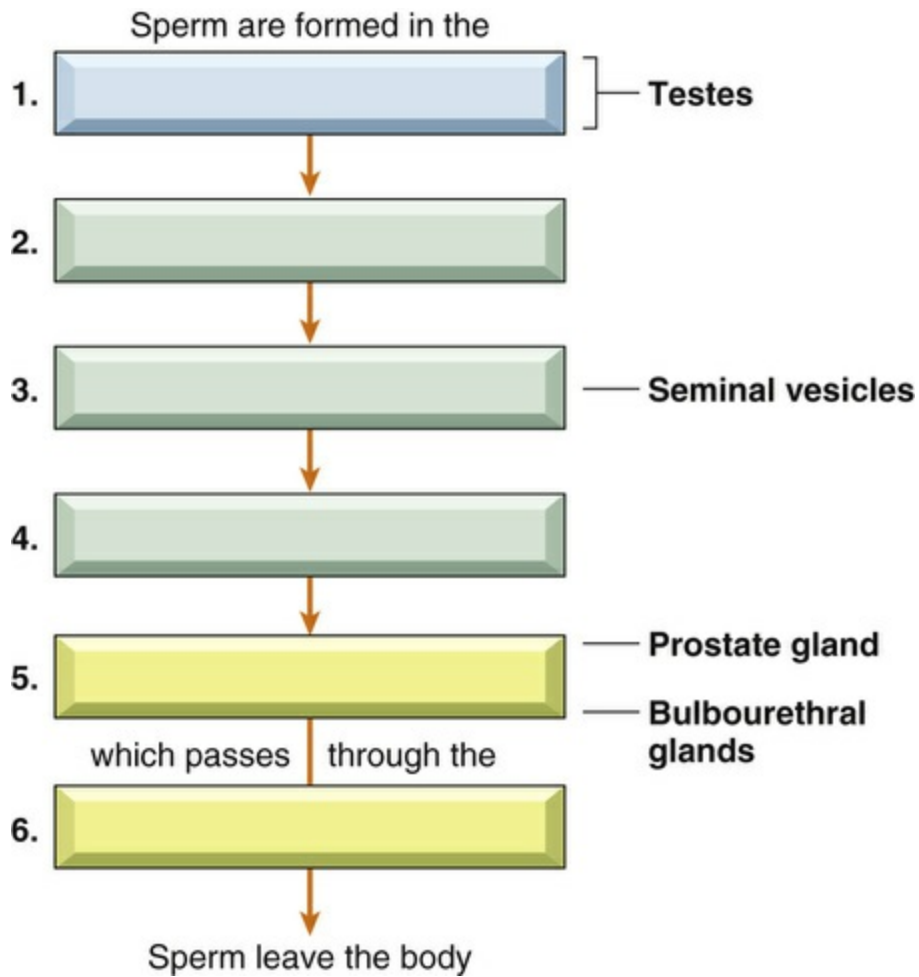 Sperm are formed in the
1.
Testes
2.
3.
Seminal vesicles
4.
5.
Prostate gland
Bulbourethral
glands
which passes through the
6.
Sperm leave the body